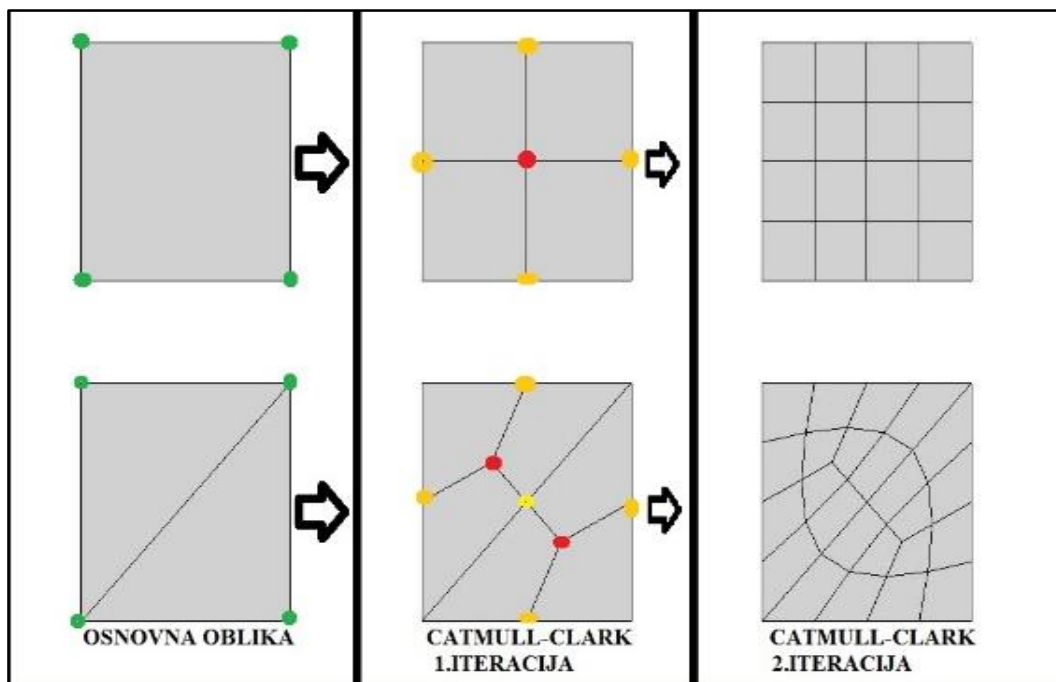 OSNOVNA OBLIKA
CATMULL-CLARK
1.ITERACIJA
CATMULL-CLARK
2.ITERACIJA